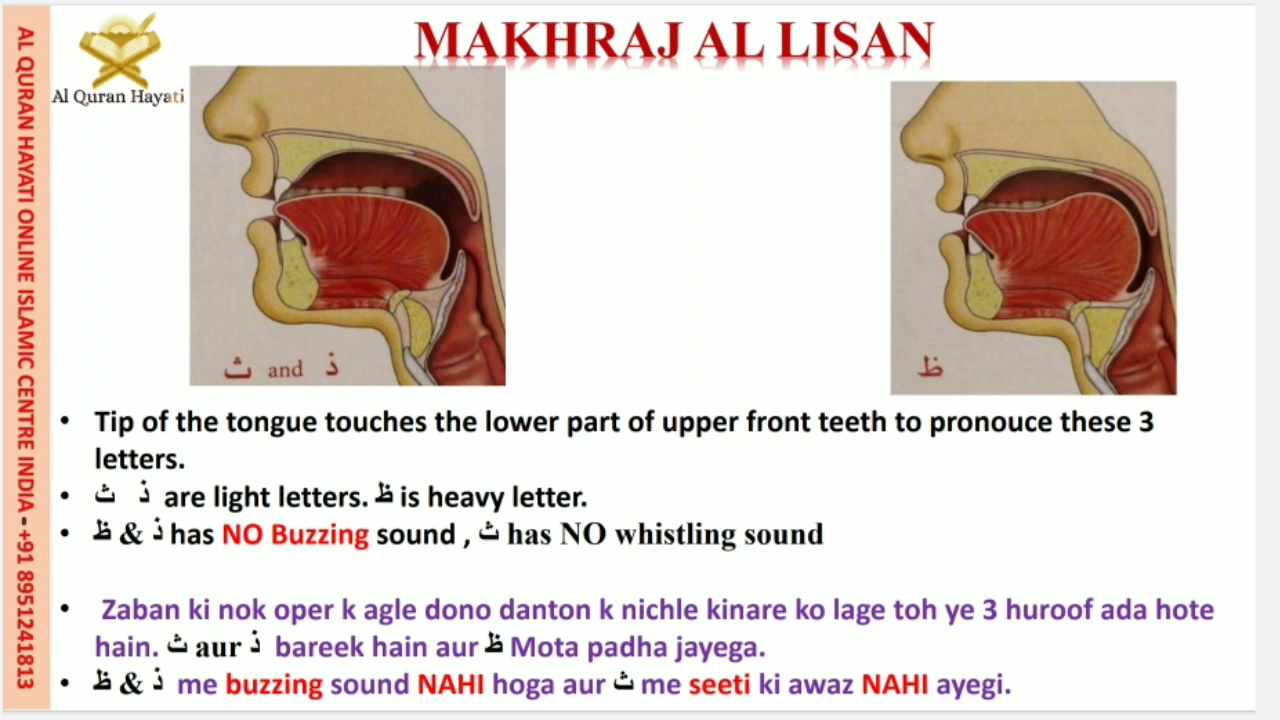 MAKHRAJ AL LISAN
AL QURAN HAYATI ONLINE ISLAMIC CENTRE INDIA - +91 8951241813
Al Quran Hayati
ث and ذ
ظ
• Tip of the tongue touches the lower part of upper front teeth to pronouce these 3
letters.
• ث ذ are light letters. ظ is heavy letter.
• ظ & ذ has NO Buzzing sound , ث has NO whistling sound
• Zaban ki nok oper k agle dono danton k nichle kinare ko lage toh ye 3 huroof ada hote
hain. ث aur ذ bareek hain aur ظ Mota padha jayega.
• ظ & ذ me buzzing sound NAHI hoga aur ث me seeti ki awaz NAHI ayegi.